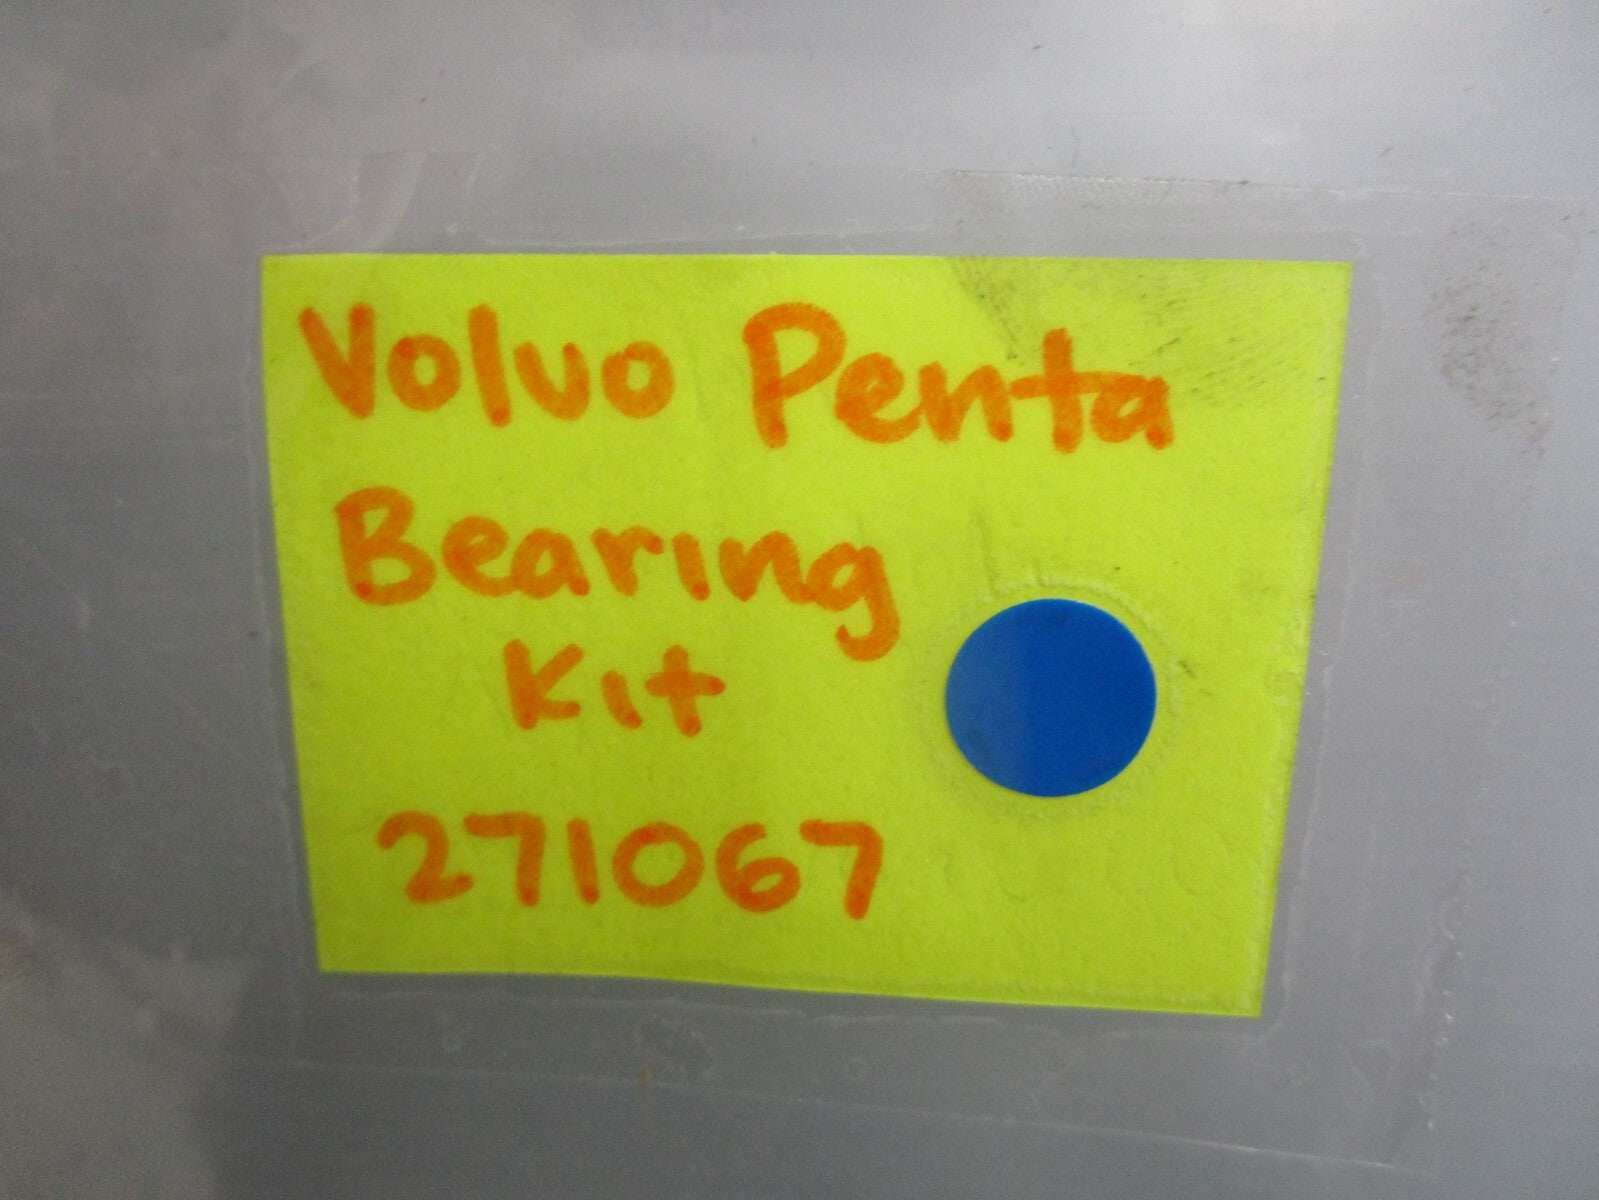 Volvo Penta
Bearing
Kit
271067